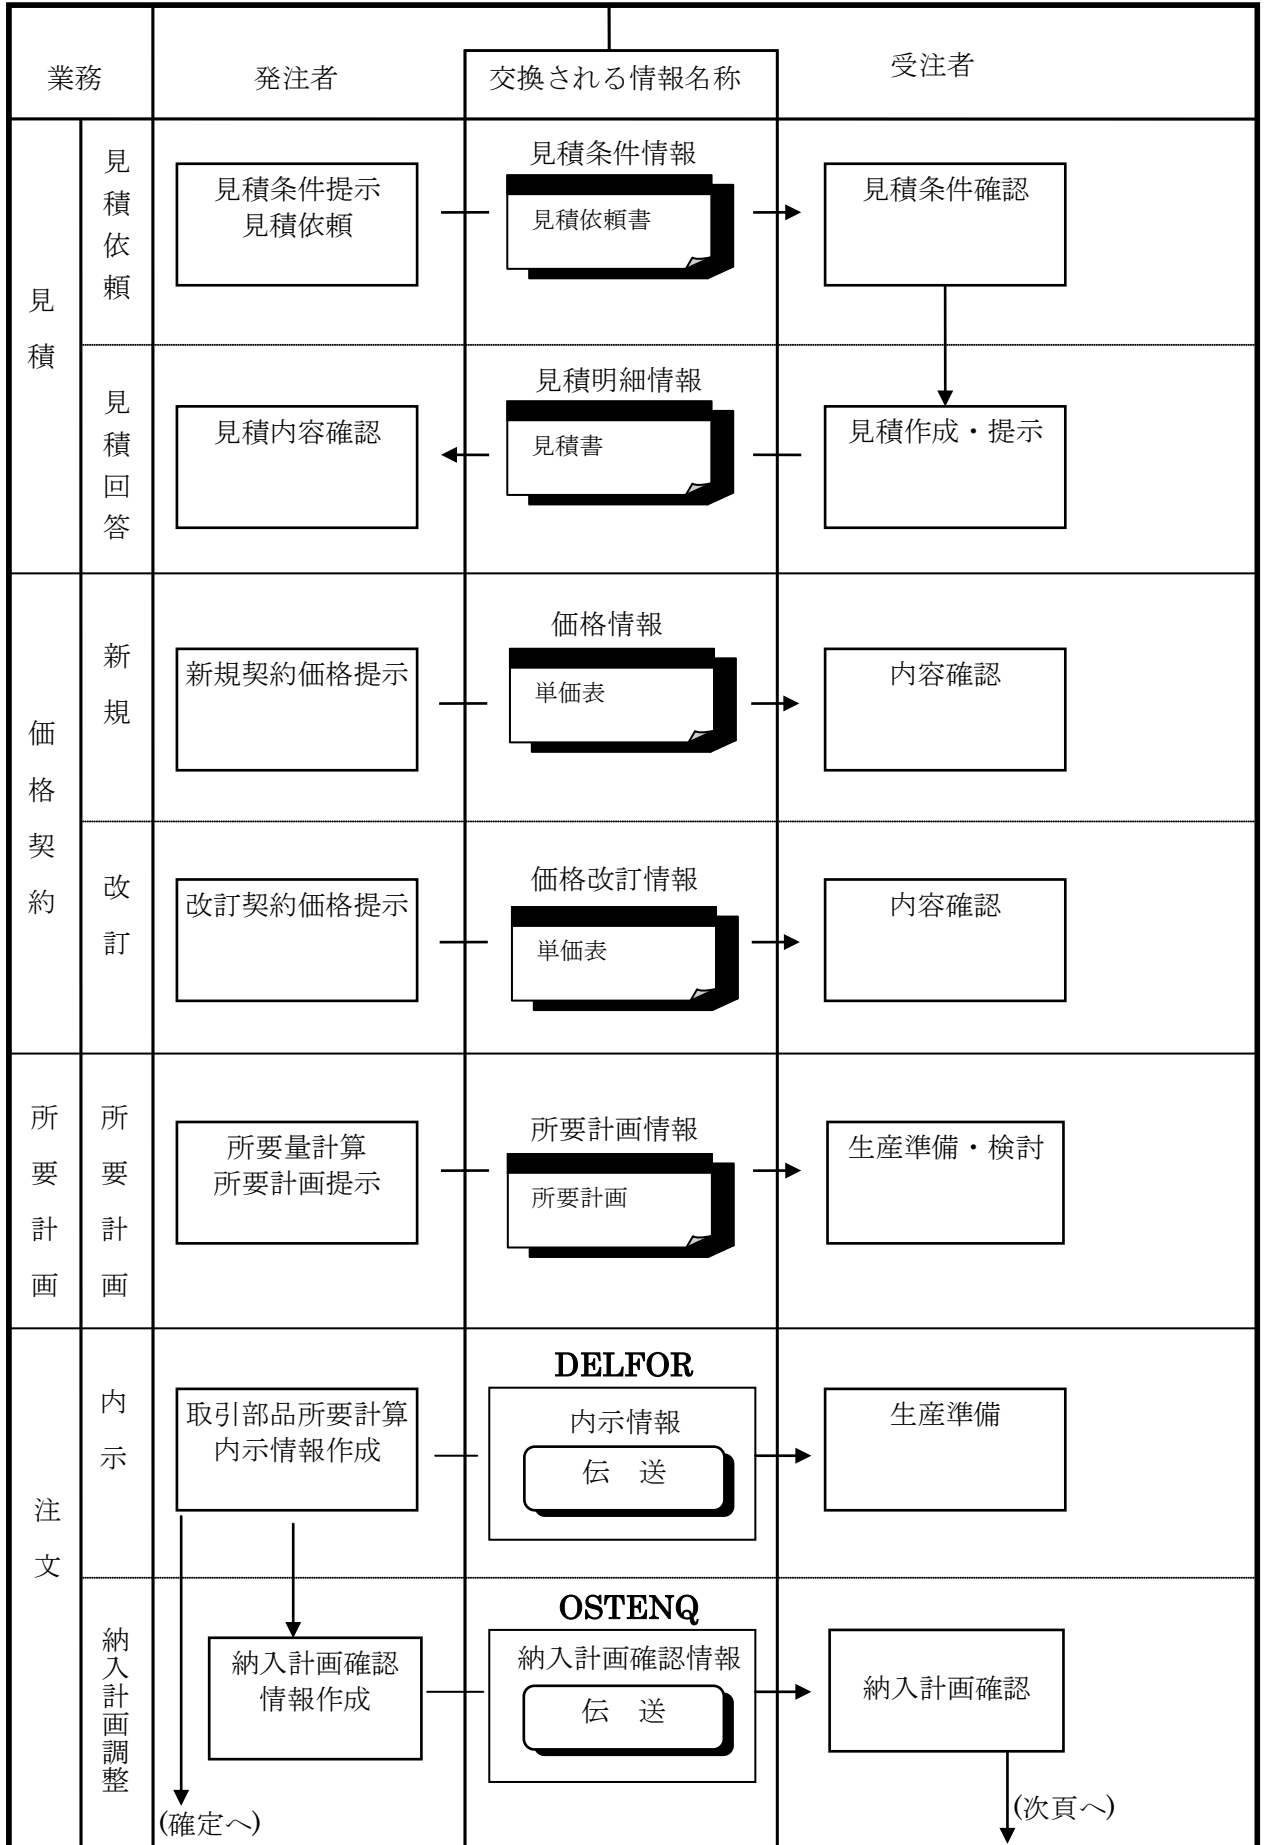 業務
発注者
交換される情報名称
受注者
見積
見積依頼
見積条件提示
見積依頼
見積条件情報
見積依頼書
見積条件確認
見積回答
見積内容確認
見積明細情報
見積書
見積作成・提示
価格契約
新規
新規契約価格提示
価格情報
単価表
内容確認
改訂
改訂契約価格提示
価格改訂情報
単価表
内容確認
所要計画
所要計画
所要量計算
所要計画提示
所要計画情報
所要計画
生産準備・検討
注文
内示
取引部品所要計算
内示情報作成
DELFOR
内示情報
伝　送
生産準備
納入計画調整
納入計画確認
情報作成
OSTENQ
納入計画確認情報
伝　送
納入計画確認
(確定へ)
(次頁へ)